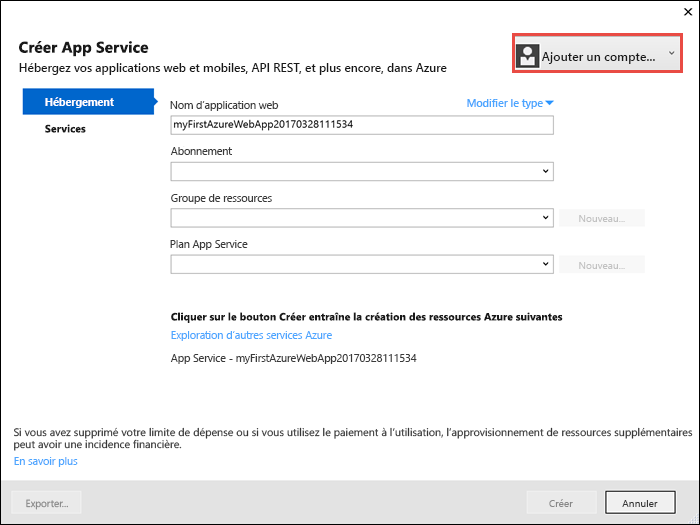 Créer App Service
Hébergez vos applications web et mobiles, API REST, et plus encore, dans Azure
Ajouter un compte...
Hébergement
Services
Nom d'application web
Modifier le type
myFirstAzureWebApp20170328111534
Abonnement
Groupe de ressources
Nouveau...
Plan App Service
Nouveau...
Cliquer sur le bouton Créer entraîne la création des ressources Azure suivantes
Exploration d'autres services Azure
App Service - myFirstAzureWebApp20170328111534
Si vous avez supprimé votre limite de dépense ou si vous utilisez le paiement à l'utilisation, l'approvisionnement de ressources supplémentaires
peut avoir une incidence financière.
En savoir plus
Exporter...
Créer
Annuler